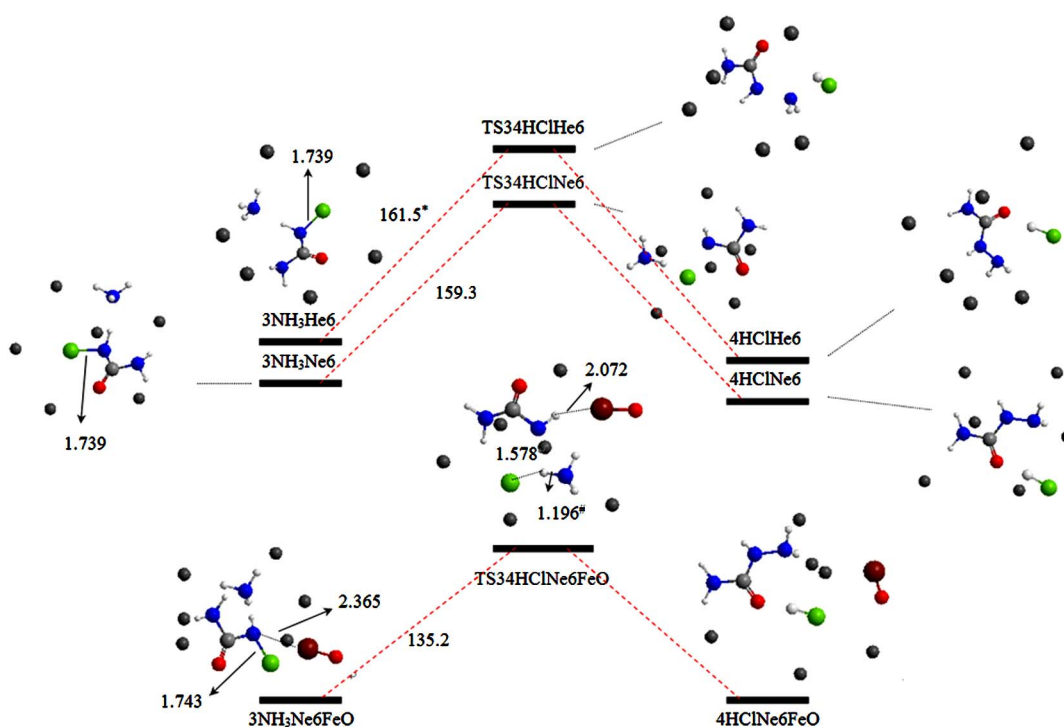 TS34HClHe6
1.739
TS34HClNe6
161.5*
159.3
3NH₃He6
4HClHe6
3NH₃Ne6
4HClNe6
2.072
1.739
1.578
1.196#
TS34HClNe6FeO
2.365
135.2
1.743
3NH₃Ne6FeO
4HClNe6FeO